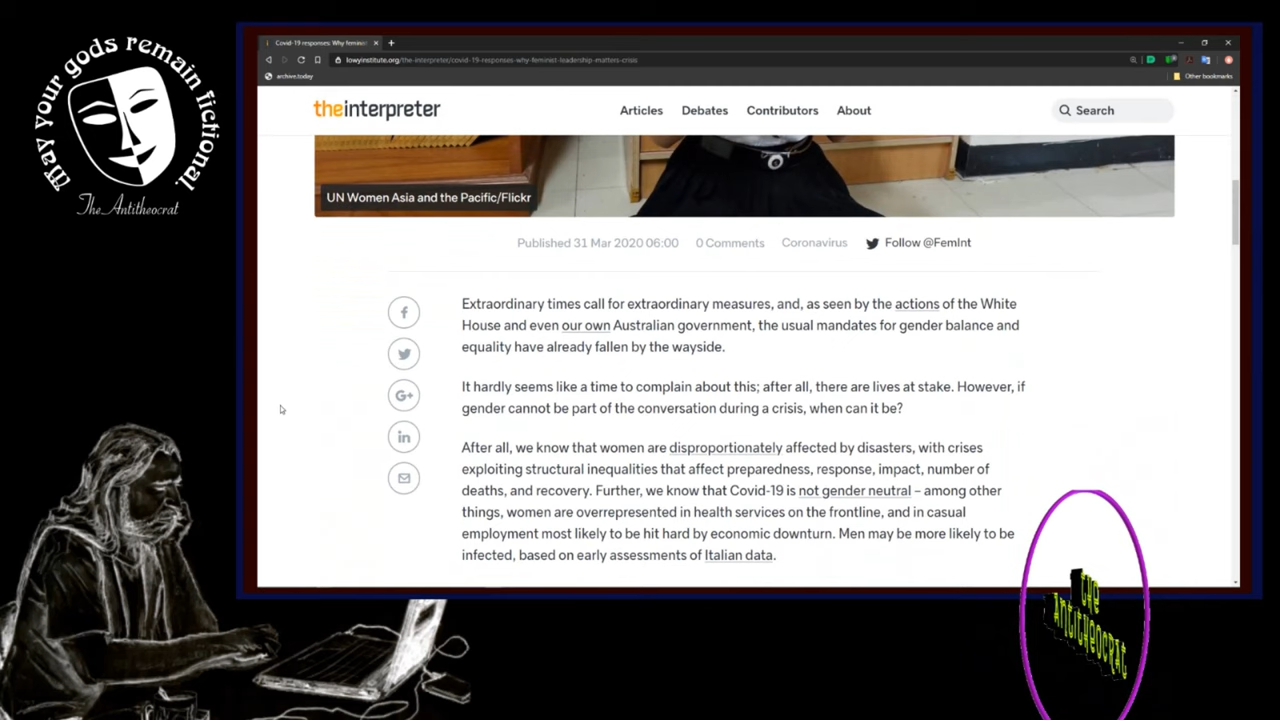 May your gods remain fictional.
The Antitheocrat
Covid-19 responses: Why feminis
lowyinstitute.org/the-interpreter/covid-19-responses-why-feminist-leadership-matters-crisis
archive.today
Other bookmarks
theinterpreter
Articles
Debates
Contributors
About
Search
UN Women Asia and the Pacific/Flickr
Published 31 Mar 2020 06:00
0 Comments
Coronavirus
Follow @FemInt
Extraordinary times call for extraordinary measures, and, as seen by the actions of the White
House and even our own Australian government, the usual mandates for gender balance and
equality have already fallen by the wayside.
It hardly seems like a time to complain about this; after all, there are lives at stake. However, if
gender cannot be part of the conversation during a crisis, when can it be?
After all, we know that women are disproportionately affected by disasters, with crises
exploiting structural inequalities that affect preparedness, response, impact, number of
deaths, and recovery. Further, we know that Covid-19 is not gender neutral – among other
things, women are overrepresented in health services on the frontline, and in casual
employment most likely to be hit hard by economic downturn. Men may be more likely to be
infected, based on early assessments of Italian data.
f
G+
in
The
Antitheocrat